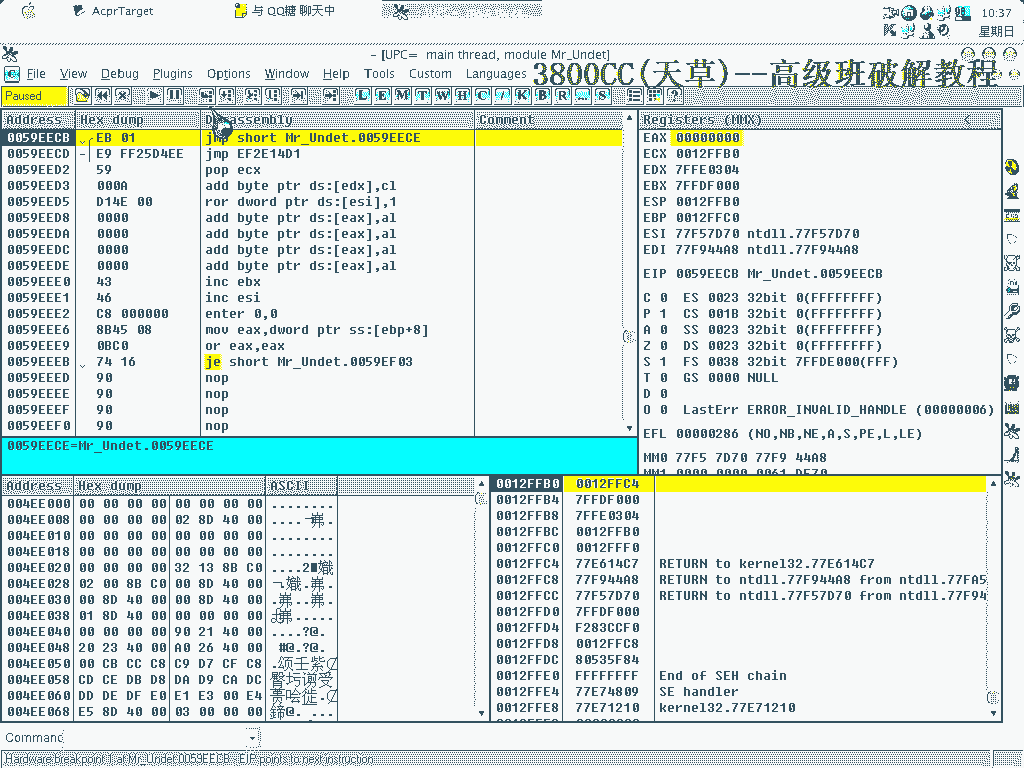 AcprTarget
与 QQ糖 聊天中
10:37
星期日
- [UPC= main thread, module Mr_Undet]
File View Debug Plugins Options Window Help Tools Custom Languages
3800CC(天草)--高级班破解教程
Paused
L E M T W H C / K B R ... S
Address Hex dump Disassembly Comment
0059EECB EB 01 jmp short Mr_Undet.0059EECE
0059EECD E9 FF25D4EE jmp EF2E14D1
0059EED2 59 pop ecx
0059EED3 000A add byte ptr ds:[edx],cl
0059EED5 D14E 00 ror dword ptr ds:[esi],1
0059EED8 0000 add byte ptr ds:[eax],al
0059EEDA 0000 add byte ptr ds:[eax],al
0059EEDC 0000 add byte ptr ds:[eax],al
0059EEDE 0000 add byte ptr ds:[eax],al
0059EEE0 43 inc ebx
0059EEE1 46 inc esi
0059EEE2 C8 000000 enter 0,0
0059EEE6 8B45 08 mov eax,dword ptr ss:[ebp+8]
0059EEE9 0BC0 or eax,eax
0059EEEB 74 16 je short Mr_Undet.0059EF03
0059EEED 90 nop
0059EEEE 90 nop
0059EEEF 90 nop
0059EEF0 90 nop
0059EECE=Mr_Undet.0059EECE
Registers (MMX) <
EAX 00000000
ECX 0012FFB0
EDX 7FFE0304
EBX 7FFDF000
ESP 0012FFB0
EBP 0012FFC0
ESI 77F57D70 ntdll.77F57D70
EDI 77F944A8 ntdll.77F944A8
EIP 0059EECB Mr_Undet.0059EECB
C 0 ES 0023 32bit 0(FFFFFFFF)
P 1 CS 001B 32bit 0(FFFFFFFF)
A 0 SS 0023 32bit 0(FFFFFFFF)
Z 0 DS 0023 32bit 0(FFFFFFFF)
S 1 FS 0038 32bit 7FFDE000(FFF)
T 0 GS 0000 NULL
D 0
O 0 LastErr ERROR_INVALID_HANDLE (00000006)
EFL 00000286 (NO,NB,NE,A,S,PE,L,LE)
MM0 77F5 7D70 77F9 44A8
MM1 0000 0000 0061 DE70
Address Hex dump ASCII
004EE000 00 00 00 00 00 00 00 00 ........
004EE008 00 00 00 00 02 8D 40 00
004EE010 00 00 00 00 00 00 00 00 ........
004EE018 00 00 00 00 00 00 00 00 ........
004EE020 00 00 00 00 32 13 8B C0
004EE028 02 00 8B C0 00 8D 40 00
004EE030 00 8D 40 00 00 8D 40 00
004EE038 01 8D 40 00 00 00 00 00
004EE040 00 00 00 00 90 21 40 00 ....?@.
004EE048 20 23 40 00 A0 26 40 00 #@.?@.
004EE050 00 CB CC C8 C9 D7 CF C8
004EE058 CD CE DB D8 DA D9 CA DC
004EE060 DD DE DF E0 E1 E3 00 E4
004EE068 E5 8D 40 00 03 00 00 00
0012FFB0 0012FFC4
0012FFB4 7FFDF000
0012FFB8 7FFE0304
0012FFBC 0012FFB0
0012FFC0 0012FFF0
0012FFC4 77E614C7 RETURN to kernel32.77E614C7
0012FFC8 77F944A8 RETURN to ntdll.77F944A8 from ntdll.77FA5
0012FFCC 77F57D70 RETURN to ntdll.77F57D70 from ntdll.77F94
0012FFD0 7FFDF000
0012FFD4 F283CCF0
0012FFD8 0012FFC8
0012FFDC 80535F84
0012FFE0 FFFFFFFF End of SEH chain
0012FFE4 77E74809 SE handler
0012FFE8 77E71210 kernel32.77E71210
Command
Hardware breakpoint 1 at Mr_Undet.0059EECB - EIP points to next instruction